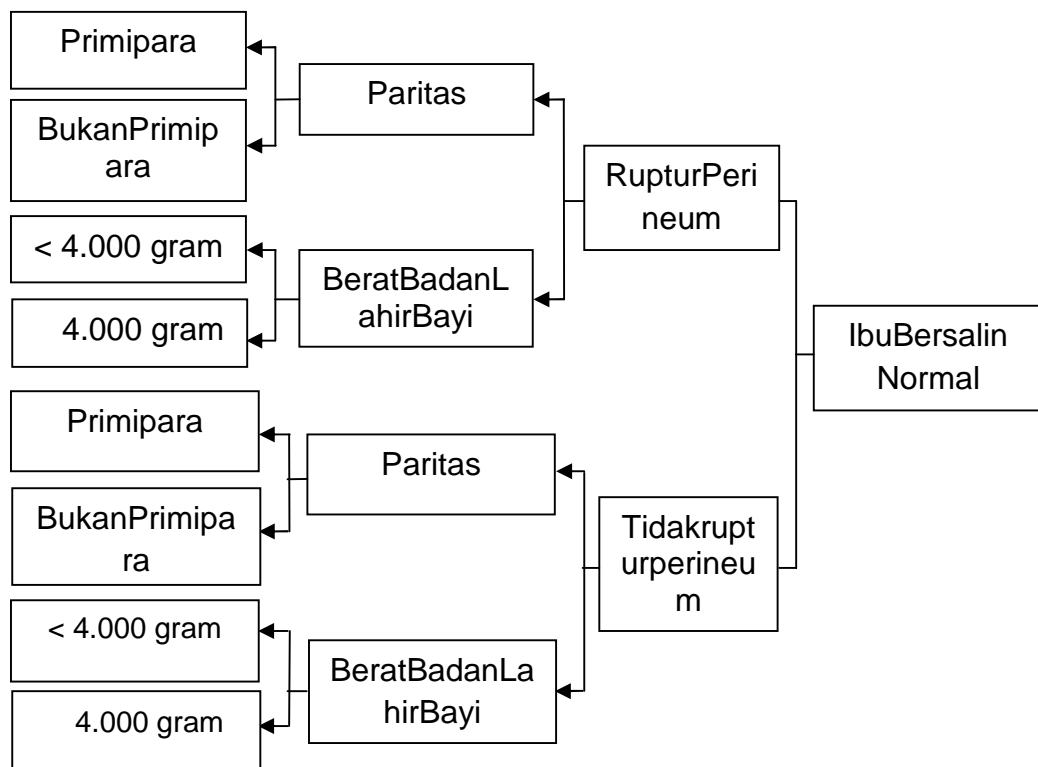 Primipara
BukanPrimip
ara
< 4.000 gram
4.000 gram
Paritas
BeratBadanL
ahirBayi
RupturPeri
neum
IbuBersalin
Normal
Primipara
BukanPrimipa
ra
< 4.000 gram
4.000 gram
Paritas
BeratBadanLa
hirBayi
Tidakrupt
urperineu
m